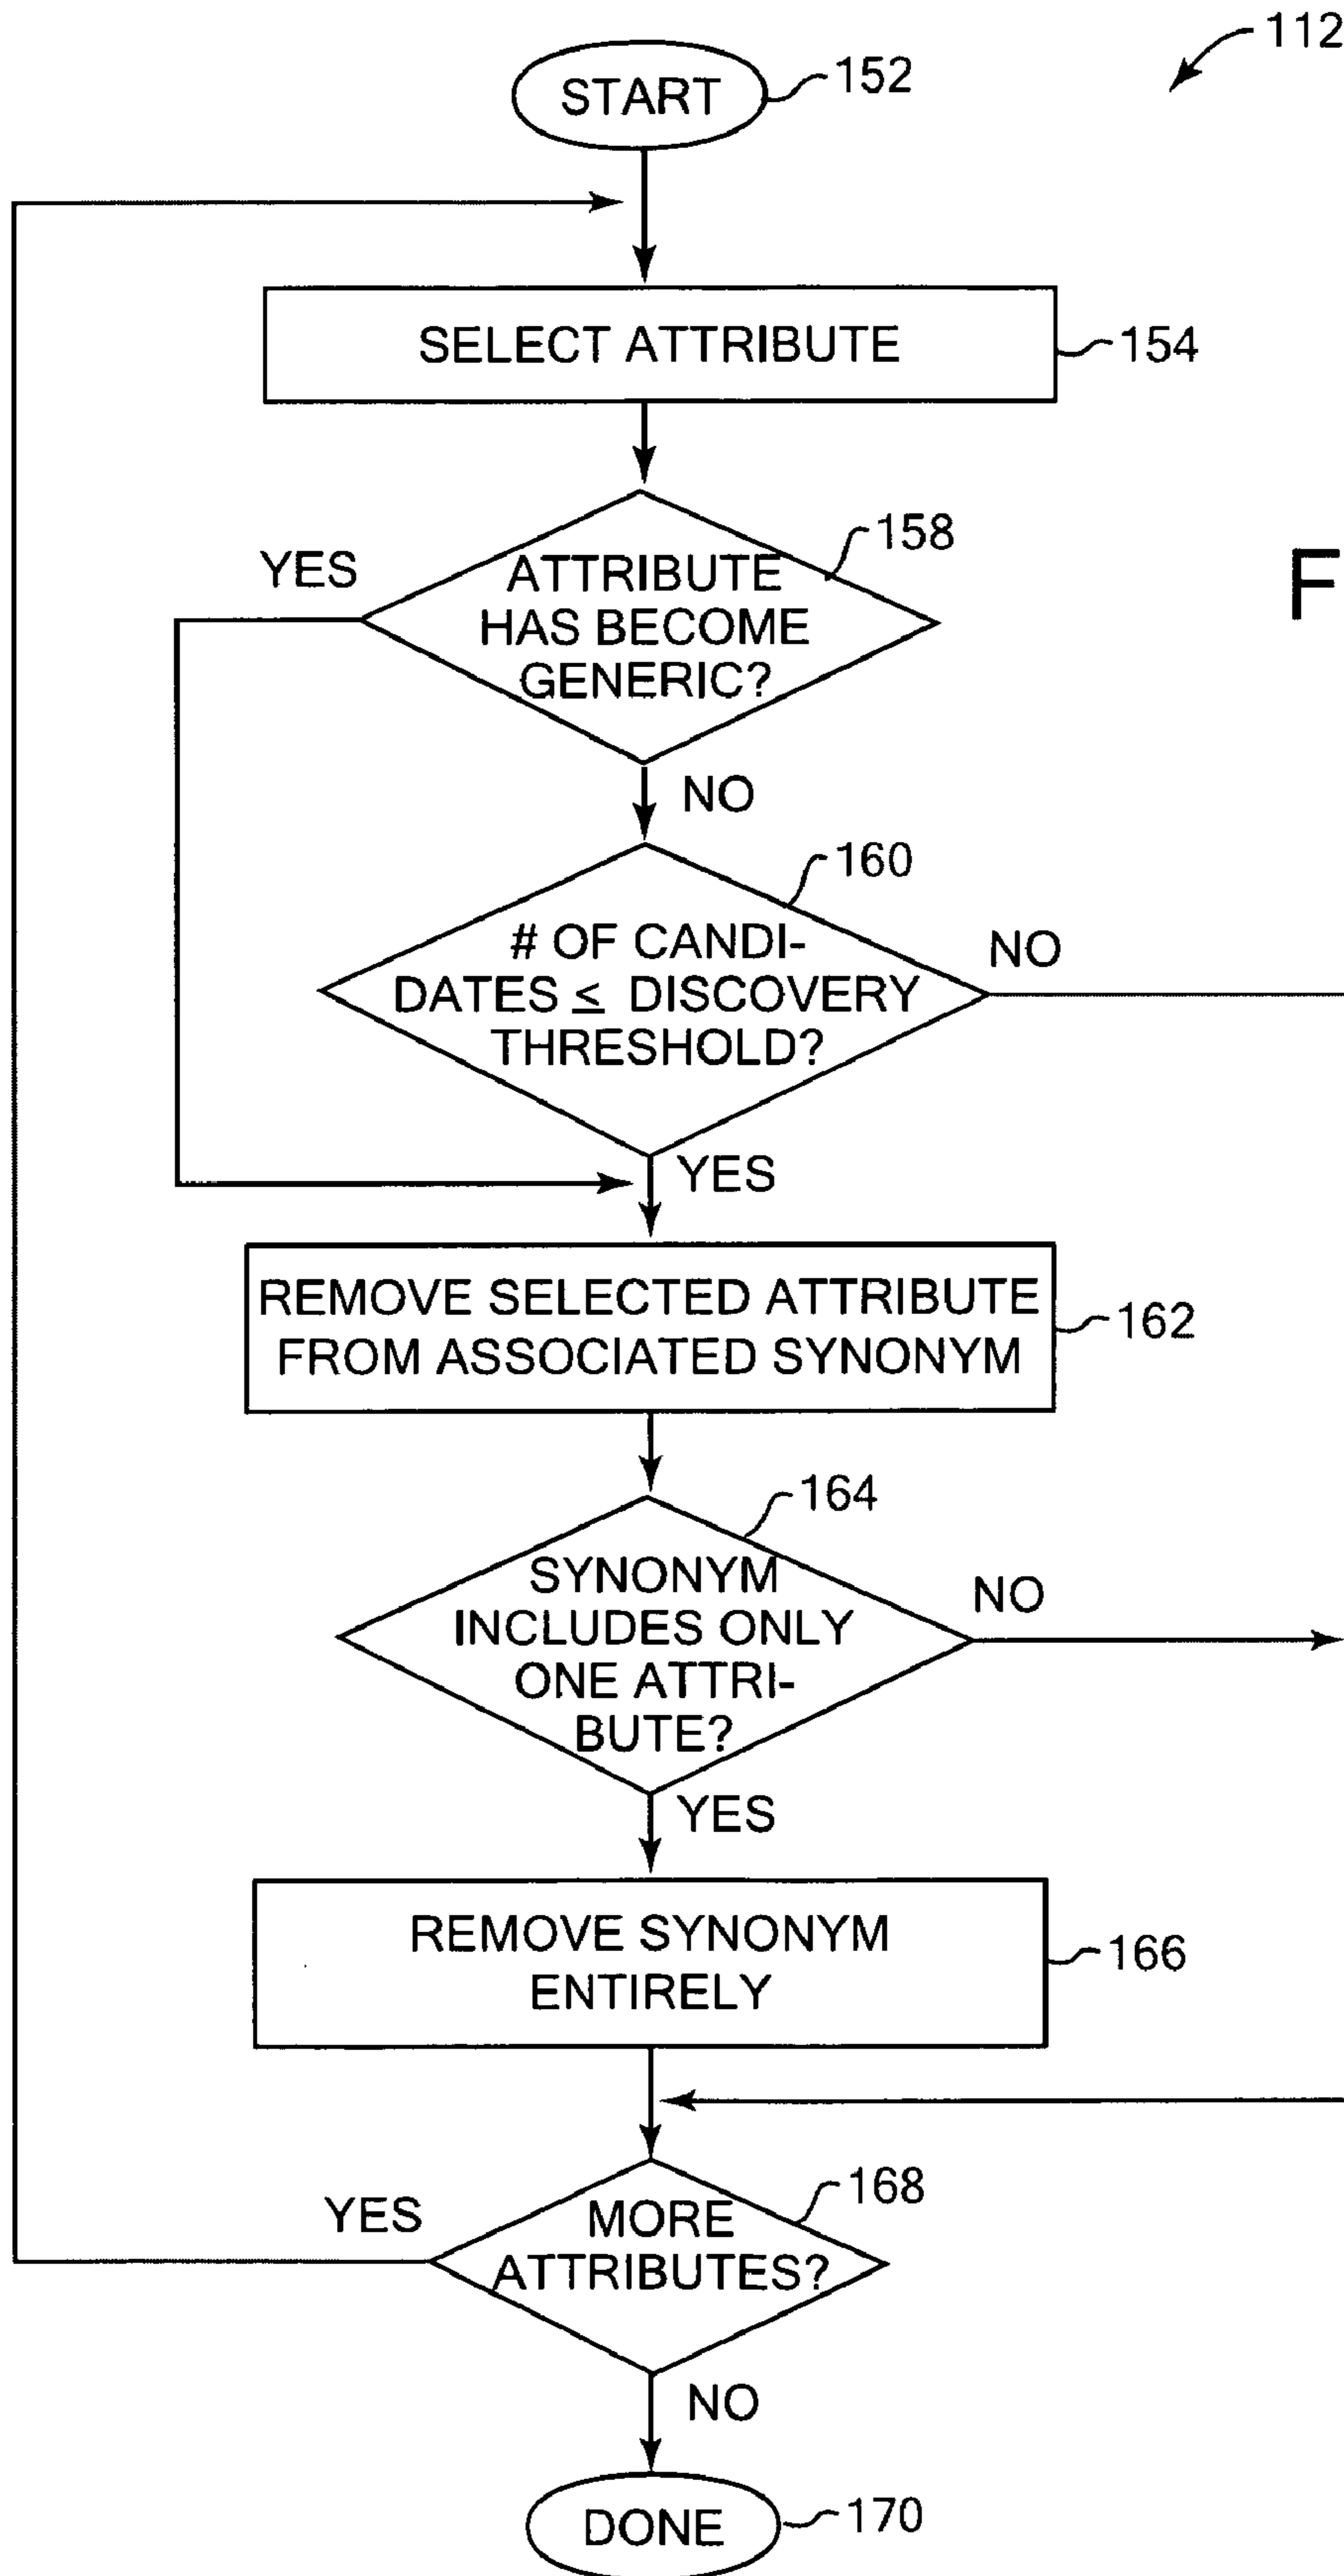 112
START
152
SELECT ATTRIBUTE
154
158
YES
ATTRIBUTE
HAS BECOME
GENERIC?
F
NO
160
# OF CANDI-
DATES ≤ DISCOVERY
THRESHOLD?
NO
YES
REMOVE SELECTED ATTRIBUTE
FROM ASSOCIATED SYNONYM
162
164
SYNONYM
INCLUDES ONLY
ONE ATTRI-
BUTE?
NO
YES
REMOVE SYNONYM
ENTIRELY
166
168
YES
MORE
ATTRIBUTES?
NO
DONE
170